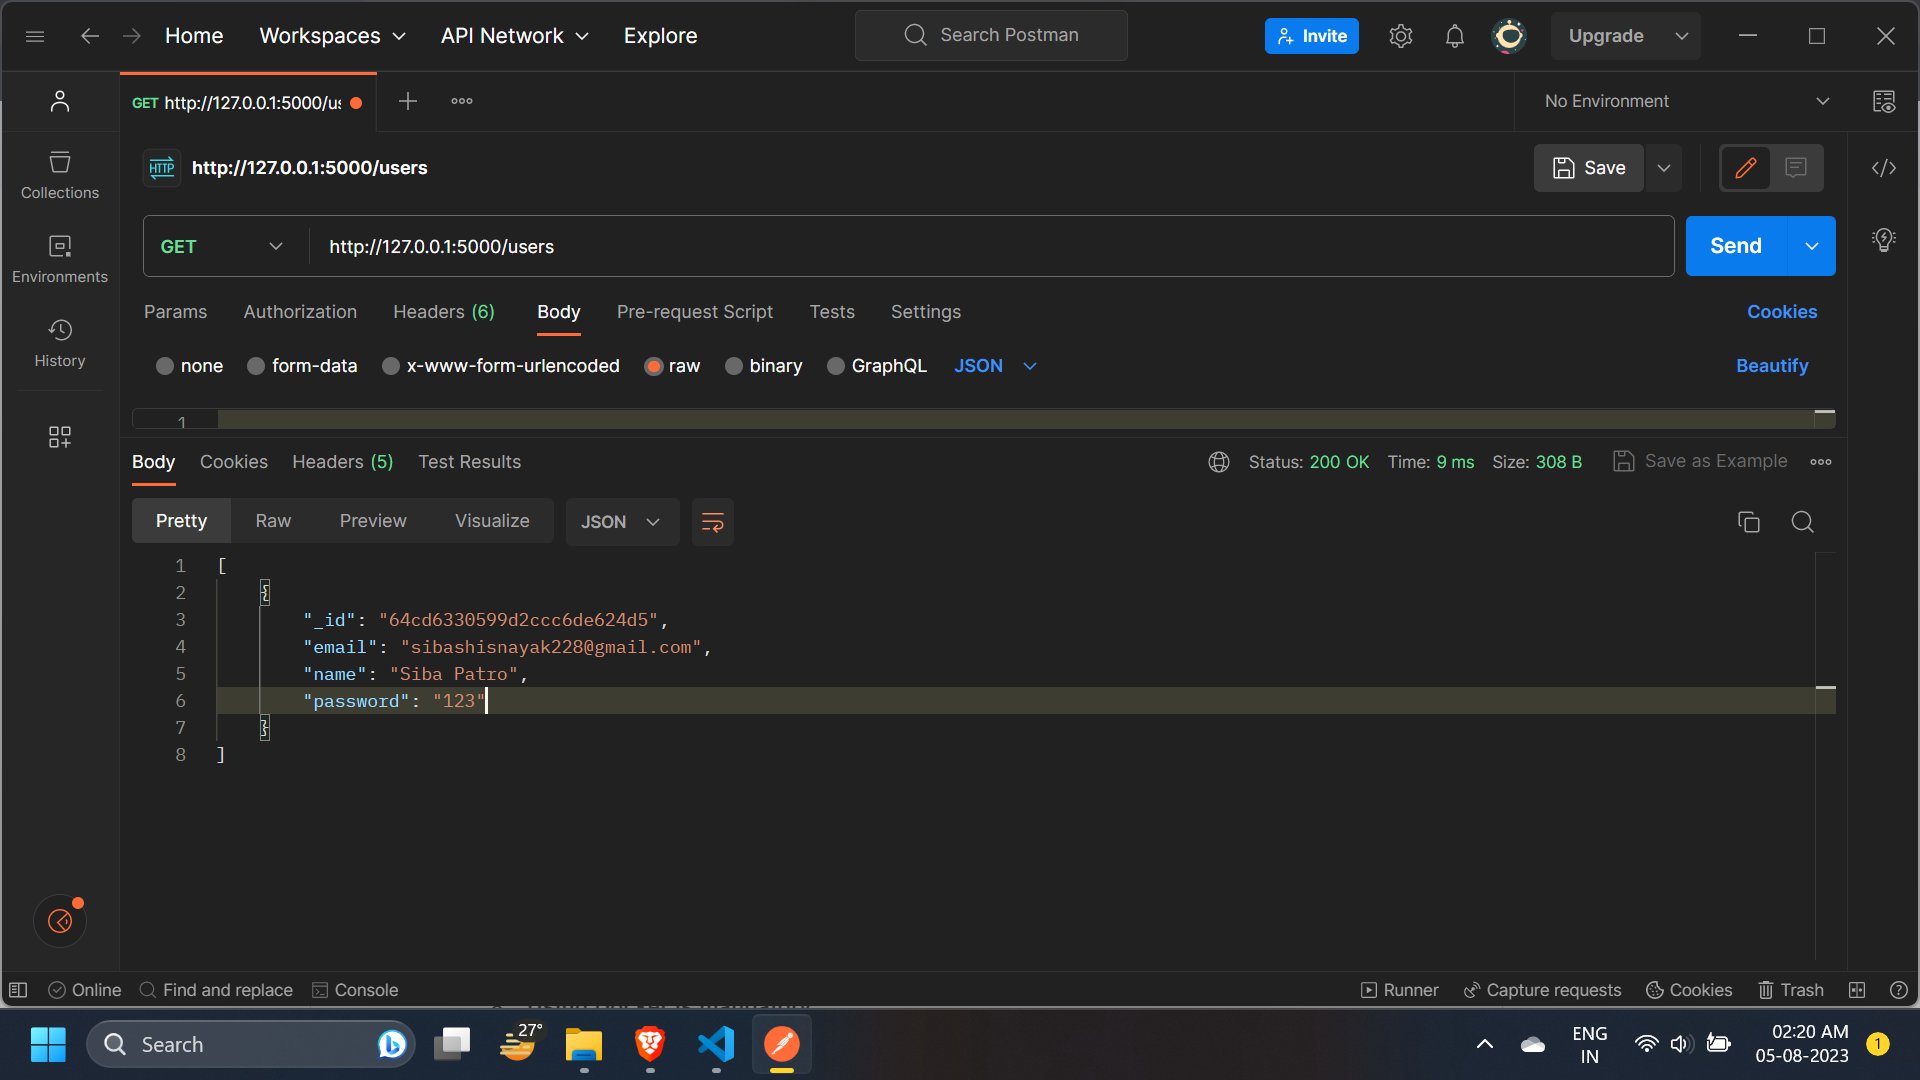 Home Workspaces API Network Explore Search Postman Invite Upgrade
GET http://127.0.0.1:5000/us No Environment
HTTP http://127.0.0.1:5000/users Save
Collections
GET http://127.0.0.1:5000/users Send
Environments
Params Authorization Headers (6) Body Pre-request Script Tests Settings Cookies
History
none form-data x-www-form-urlencoded raw binary GraphQL JSON Beautify
1
Body Cookies Headers (5) Test Results Status: 200 OK Time: 9 ms Size: 308 B Save as Example
Pretty Raw Preview Visualize JSON
1 [
2 {
3 "_id": "64cd6330599d2ccc6de624d5",
4 "email": "sibashisnayak228@gmail.com",
5 "name": "Siba Patro",
6 "password": "123"
7 }
8 ]
Online Find and replace Console Runner Capture requests Cookies Trash
Search 27° ENG IN 02:20 AM 05-08-2023 1